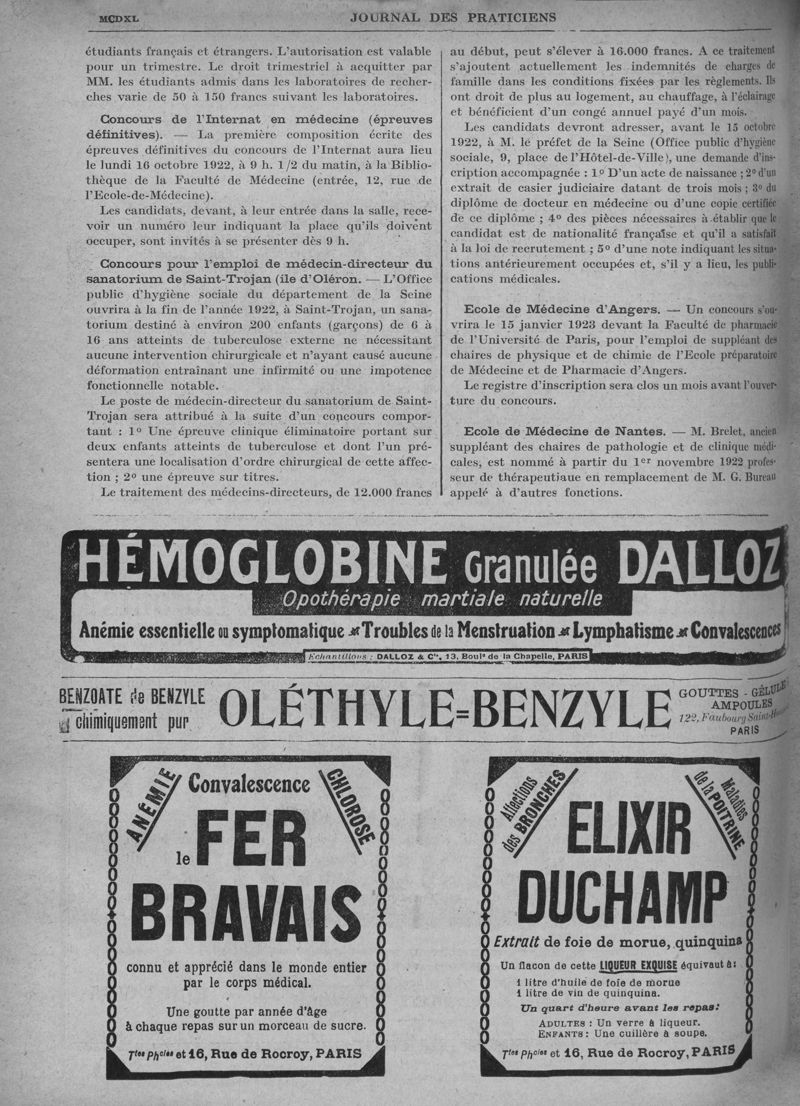 MCDXL
JOURNAL DES PRATICIENS
étudiants français et étrangers. L'autorisation est valable
pour un trimestre. Le droit trimestriel à acquitter par
MM. les étudiants admis dans les laboratoires de recher-
ches varie de 50 à 150 francs suivant les laboratoires.
Concours de l'Internat en médecine (épreuves
définitives). — La première composition écrite des
épreuves définitives du concours de l'Internat aura lieu
le lundi 16 octobre 1922, à 9 h. 1/2 du matin, à la Biblio-
thèque de la Faculté de Médecine (entrée, 12, rue de
l'Ecole-de-Médecine).
Les candidats, devant, à leur entrée dans la salle, rece-
voir un numéro leur indiquant la place qu'ils doivent
occuper, sont invités à se présenter dès 9 h.
Concours pour l'emploi de médecin-directeur du
sanatorium de Saint-Trojan (île d'Oléron. — L'Office
public d'hygiène sociale du département de la Seine
ouvrira à la fin de l'année 1922, à Saint-Trojan, un sana-
torium destiné à environ 200 enfants (garçons) de 6 à
16 ans atteints de tuberculose externe ne nécessitant
aucune intervention chirurgicale et n'ayant causé aucune
déformation entraînant une infirmité ou une impotence
fonctionnelle notable.
Le poste de médecin-directeur du sanatorium de Saint-
Trojan sera attribué à la suite d'un concours compor-
tant : 1º Une épreuve clinique éliminatoire portant sur
deux enfants atteints de tuberculose et dont l'un pré-
sentera une localisation d'ordre chirurgical de cette affec-
tion ; 2º une épreuve sur titres.
Le traitement des médecins-directeurs, de 12.000 francs
au début, peut s'élever à 16.000 francs. A ce traitement
s'ajoutent actuellement les indemnités de charges de
famille dans les conditions fixées par les règlements. Ils
ont droit de plus au logement, au chauffage, à l'éclairage
et bénéficient d'un congé annuel payé d'un mois.
Les candidats devront adresser, avant le 15 octobre
1922, à M. le préfet de la Seine (Office public d'hygiène
sociale, 9, place de l'Hôtel-de-Ville), une demande d'ins-
cription accompagnée : 1º D'un acte de naissance ; 2º d'un
extrait de casier judiciaire datant de trois mois ; 3º du
diplôme de docteur en médecine ou d'une copie certifiée
de ce diplôme ; 4º des pièces nécessaires à établir que le
candidat est de nationalité française et qu'il a satisfait
à la loi de recrutement ; 5º d'une note indiquant les situa-
tions antérieurement occupées et, s'il y a lieu, les publi-
cations médicales.
Ecole de Médecine d'Angers. — Un concours s'ou-
vrira le 15 janvier 1923 devant la Faculté de pharmacie
de l'Université de Paris, pour l'emploi de suppléant des
chaires de physique et de chimie de l'Ecole préparatoire
de Médecine et de Pharmacie d'Angers.
Le registre d'inscription sera clos un mois avant l'ouver-
ture du concours.
Ecole de Médecine de Nantes. — M. Brelet, ancien
suppléant des chaires de pathologie et de clinique médi-
cales, est nommé à partir du 1er novembre 1922 profes-
seur de thérapeutiaue en remplacement de M. G. Bureau
appelé à d'autres fonctions.
HÉMOGLOBINE Granulée DALLOZ
Opothérapie martiale naturelle
Anémie essentielle ou symptomatique Troubles de la Menstruation Lymphatisme Convalescences
Echantillons : DALLOZ & Cie, 13, Boulᵈ de la Chapelle, PARIS
BENZOATE de BENZYLE
chimiquement pur
OLÉTHYLE=BENZYLE
GOUTTES - GÉLULE
AMPOULES
122, Faubourg Saint-
PARIS
ANÉMIE
Convalescence
CHLOROSE
le FER
BRAVAIS
connu et apprécié dans le monde entier
par le corps médical.
Une goutte par année d'âge
à chaque repas sur un morceau de sucre.
Ttes Phcies et 16, Rue de Rocroy, PARIS
Affections
des BRONCHES
Maladies
de la POITRINE
ELIXIR
DUCHAMP
Extrait de foie de morue, quinquina
Un flacon de cette LIQUEUR EXQUISE équivaut à:
1 litre d'huile de foie de morue
1 litre de vin de quinquina.
Un quart d'heure avant les repas:
ADULTES : Un verre à liqueur.
ENFANTS : Une cuillère à soupe.
Ttes Phcies et 16, Rue de Rocroy, PARIS